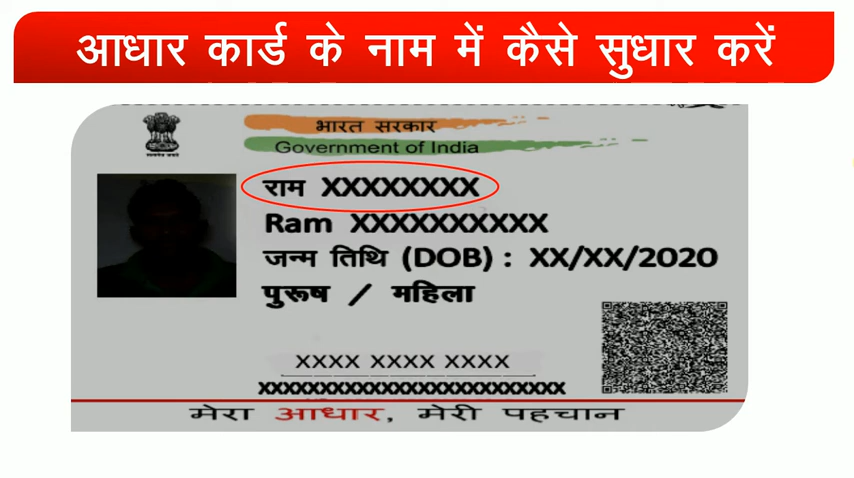 आधार कार्ड के नाम में कैसे सुधार करें
भारत सरकार
Government of India
राम XXXXXXXX
Ram XXXXXXXXXX
जन्म तिथि (DOB) : XX/XX/2020
पुरूष / महिला
XXXX XXXX XXXX
XXXXXXXXXXXXXXXXXXXXXXXXX
मेरा आधार, मेरी पहचान